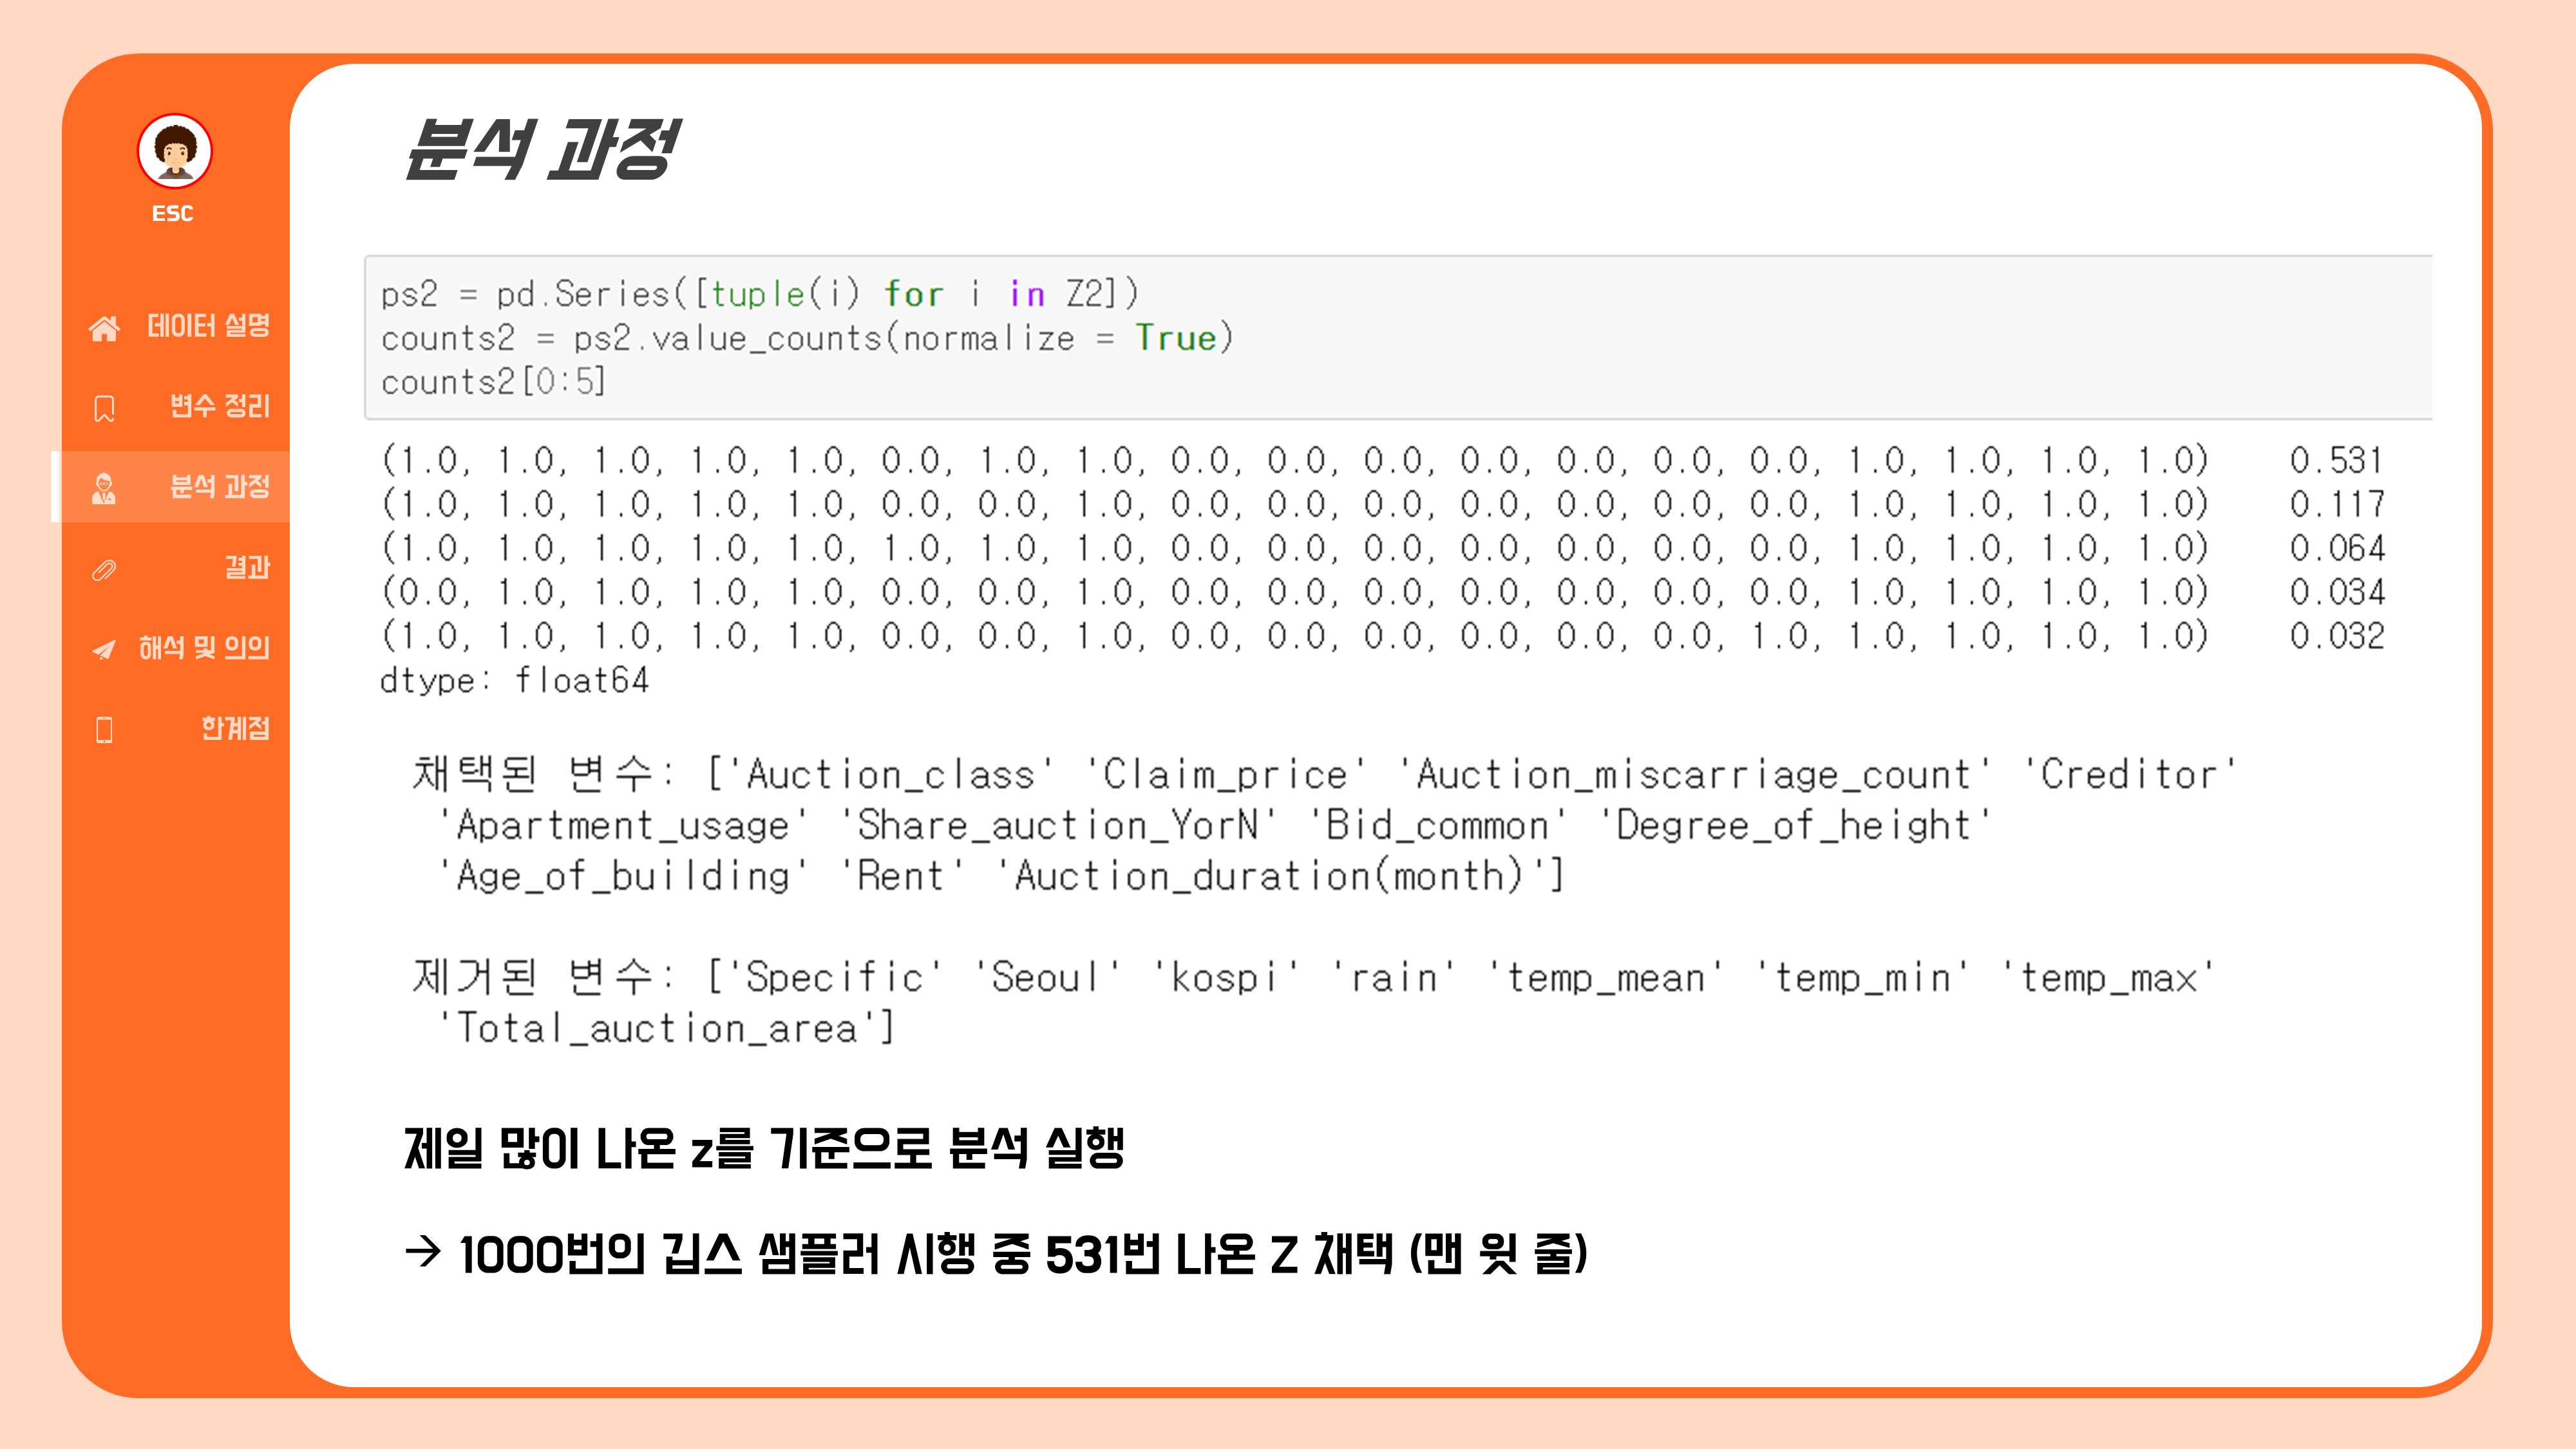 ESC
데이터 설명
변수 정리
분석 과정
결과
해석 및 의의
한계점
분석 과정
ps2 = pd.Series([tuple(i) for i in Z2])
counts2 = ps2.value_counts(normalize = True)
counts2[0:5]
(1.0, 1.0, 1.0, 1.0, 1.0, 0.0, 1.0, 1.0, 0.0, 0.0, 0.0, 0.0, 0.0, 0.0, 0.0, 1.0, 1.0, 1.0, 1.0) 0.531
(1.0, 1.0, 1.0, 1.0, 1.0, 0.0, 0.0, 1.0, 0.0, 0.0, 0.0, 0.0, 0.0, 0.0, 0.0, 1.0, 1.0, 1.0, 1.0) 0.117
(1.0, 1.0, 1.0, 1.0, 1.0, 1.0, 1.0, 1.0, 0.0, 0.0, 0.0, 0.0, 0.0, 0.0, 0.0, 1.0, 1.0, 1.0, 1.0) 0.064
(0.0, 1.0, 1.0, 1.0, 1.0, 0.0, 0.0, 1.0, 0.0, 0.0, 0.0, 0.0, 0.0, 0.0, 0.0, 1.0, 1.0, 1.0, 1.0) 0.034
(1.0, 1.0, 1.0, 1.0, 1.0, 0.0, 0.0, 1.0, 0.0, 0.0, 0.0, 0.0, 0.0, 0.0, 1.0, 1.0, 1.0, 1.0, 1.0) 0.032
dtype: float64
채택된 변수: ['Auction_class' 'Claim_price' 'Auction_miscarriage_count' 'Creditor'
'Apartment_usage' 'Share_auction_YorN' 'Bid_common' 'Degree_of_height'
'Age_of_building' 'Rent' 'Auction_duration(month)']
제거된 변수: ['Specific' 'Seoul' 'kospi' 'rain' 'temp_mean' 'temp_min' 'temp_max'
'Total_auction_area']
제일 많이 나온 z를 기준으로 분석 실행
→ 1000번의 깁스 샘플러 시행 중 531번 나온 Z 채택 (맨 윗 줄)